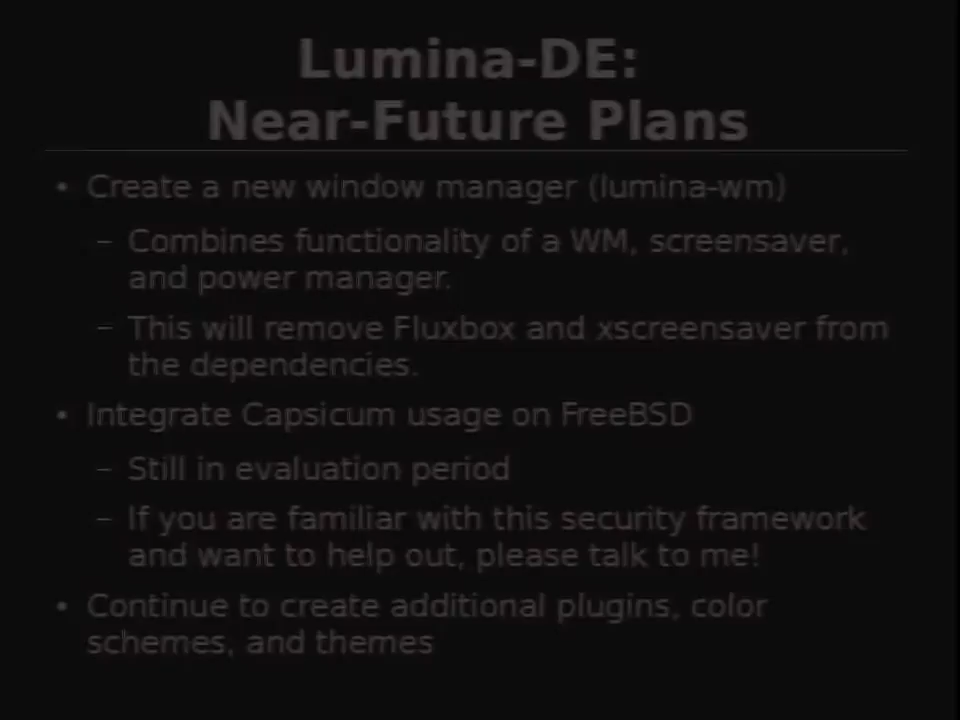 Lumina-DE:
Near-Future Plans
• Create a new window manager (lumina-wm)
– Combines functionality of a WM, screensaver,
and power manager.
– This will remove Fluxbox and xscreensaver from
the dependencies.
• Integrate Capsicum usage on FreeBSD
– Still in evaluation period
– If you are familiar with this security framework
and want to help out, please talk to me!
• Continue to create additional plugins, color
schemes, and themes